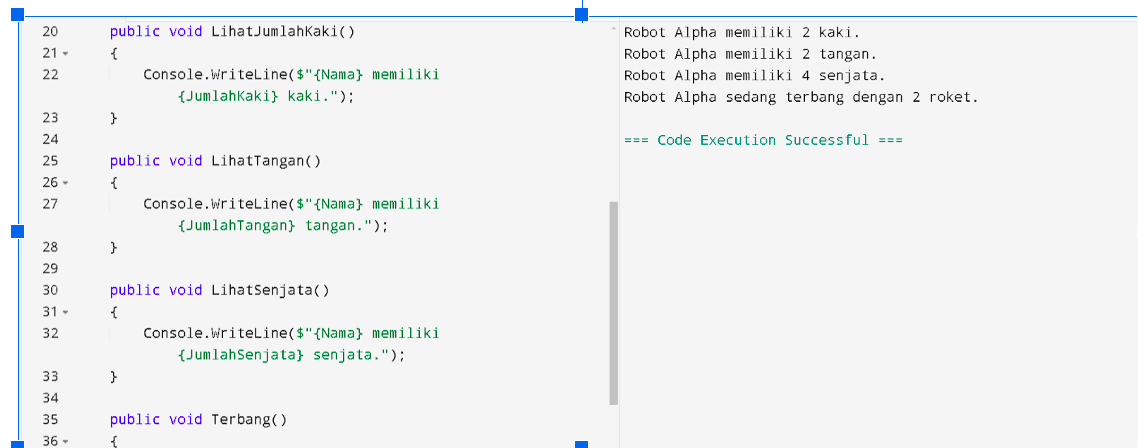 20 public void LihatJumlahKaki()
21 {
22 Console.WriteLine($"{Nama} memiliki
{JumlahKaki} kaki.");
23 }
24
25 public void LihatTangan()
26 {
27 Console.WriteLine($"{Nama} memiliki
{JumlahTangan} tangan.");
28 }
29
30 public void LihatSenjata()
31 {
32 Console.WriteLine($"{Nama} memiliki
{JumlahSenjata} senjata.");
33 }
34
35 public void Terbang()
36 {
Robot Alpha memiliki 2 kaki.
Robot Alpha memiliki 2 tangan.
Robot Alpha memiliki 4 senjata.
Robot Alpha sedang terbang dengan 2 roket.
=== Code Execution Successful ===